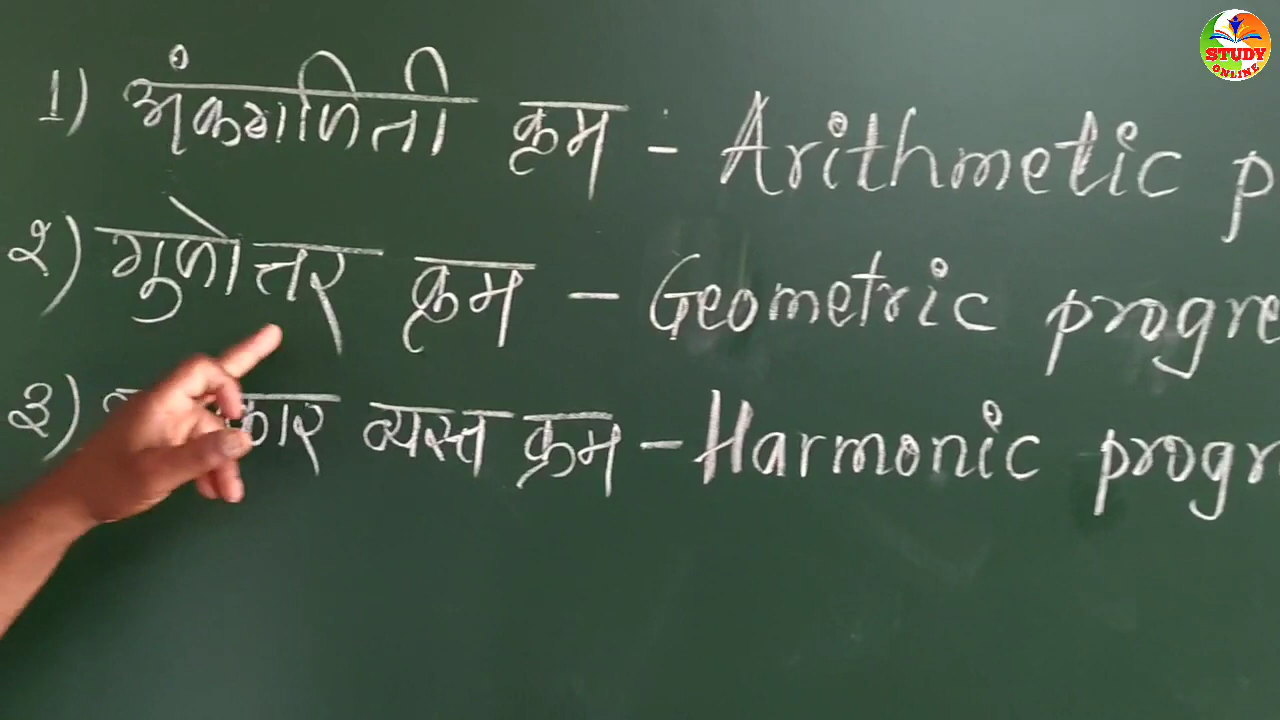 STUDY
ONLINE
1) अंकगणिती क्रम - Arithmetic p
२) गुणोत्तर क्रम - Geometric progre
३) कार व्यस्त क्रम - Harmonic progr